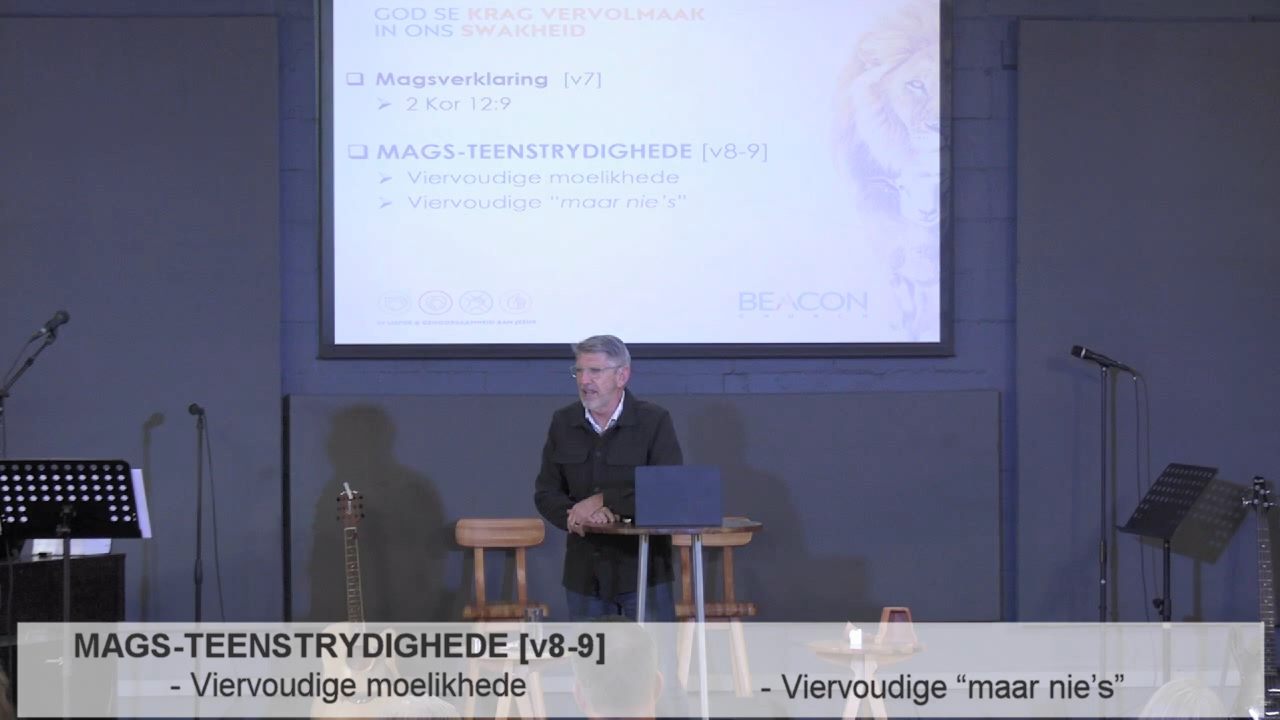 GOD SE KRAG VERVOLMAAK
IN ONS SWAKHEID
Magsverklaring [v7]
2 Kor 12:9
MAGS-TEENSTRYDIGHEDE [v8-9]
Viervoudige moelikhede
Viervoudige “maar nie’s”
BEACON
MAGS-TEENSTRYDIGHEDE [v8-9]
- Viervoudige moelikhede
- Viervoudige “maar nie’s”